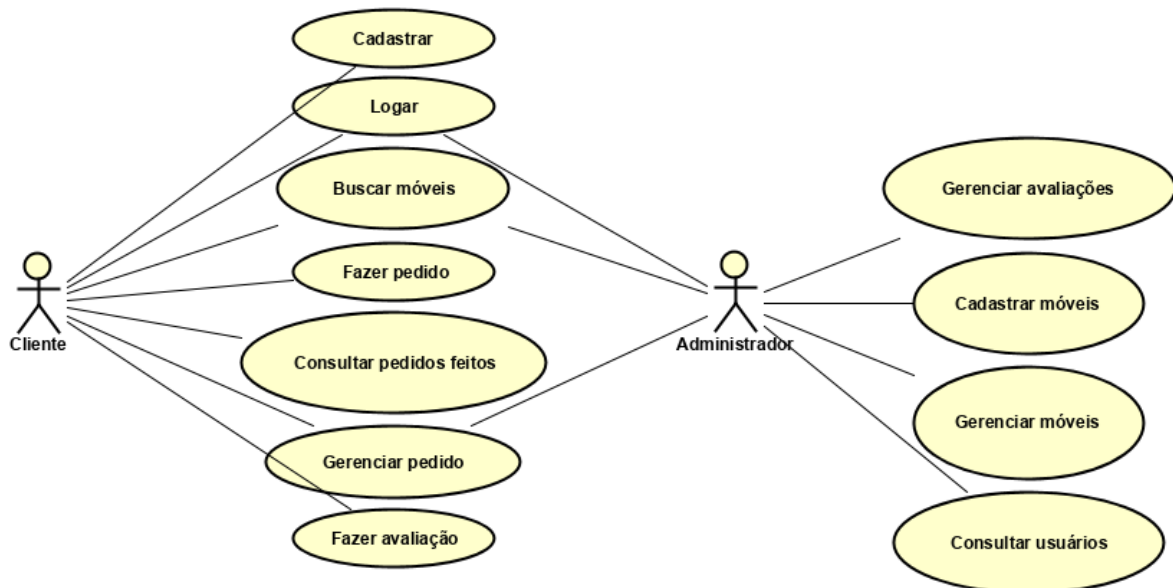 Cadastrar
Logar
Buscar móveis
Fazer pedido
Cliente
Consultar pedidos feitos
Gerenciar pedido
Fazer avaliação
Administrador
Gerenciar avaliações
Cadastrar móveis
Gerenciar móveis
Consultar usuários